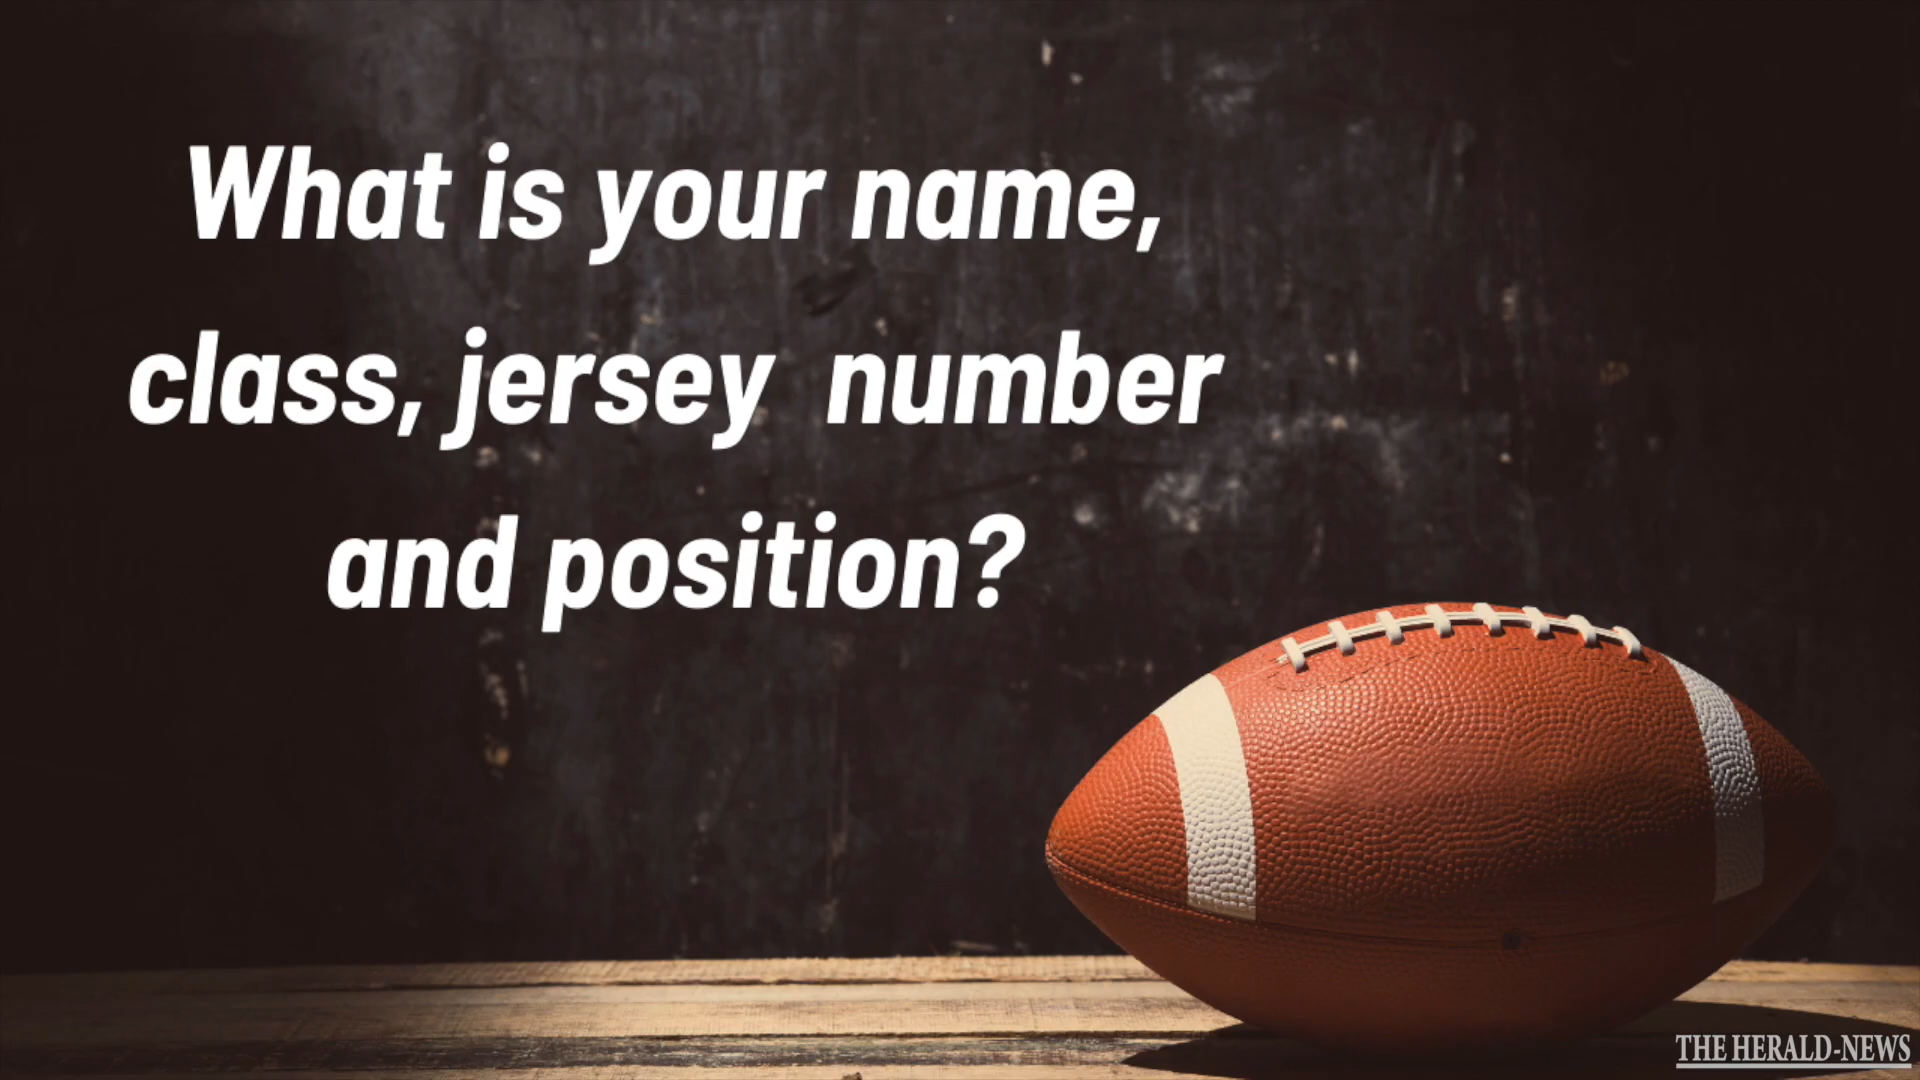 What is your name,
class, jersey  number
and position?
THE HERALD-NEWS